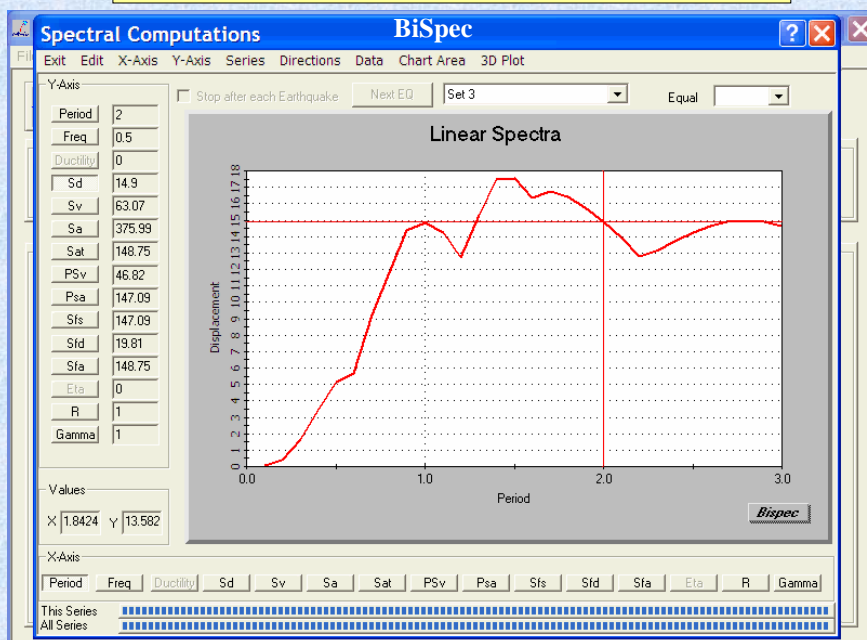 Spectral Computations BiSpec
Exit Edit X-Axis Y-Axis Series Directions Data Chart Area 3D Plot
Y-Axis
Stop after each Earthquake Next EQ Set 3 Equal
Period 2
Freq 0.5
Ductility 0
Sd 14.9
Sv 63.07
Sa 375.99
Sat 148.75
PSv 46.82
Psa 147.09
Sfs 147.09
Sfd 19.81
Sfa 148.75
Eta 0
R 1
Gamma 1
Linear Spectra
Displacement
18
17
16
15
14
13
12
11
10
9
8
7
6
5
4
3
2
1
0
0.0 1.0 2.0 3.0
Period
Bispec
Values
X 1.8424 Y 13.582
X-Axis
Period Freq Ductility Sd Sv Sa Sat PSv Psa Sfs Sfd Sfa Eta R Gamma
This Series
All Series